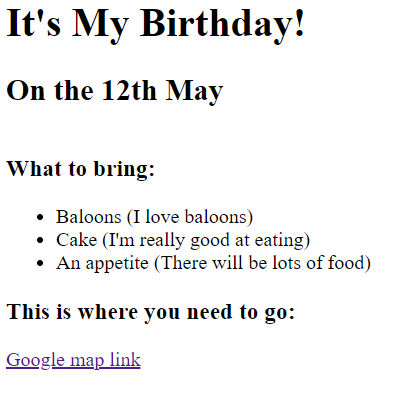 It's My Birthday!
On the 12th May
What to bring:
Baloons (I love baloons)
Cake (I'm really good at eating)
An appetite (There will be lots of food)
This is where you need to go:
Google map link